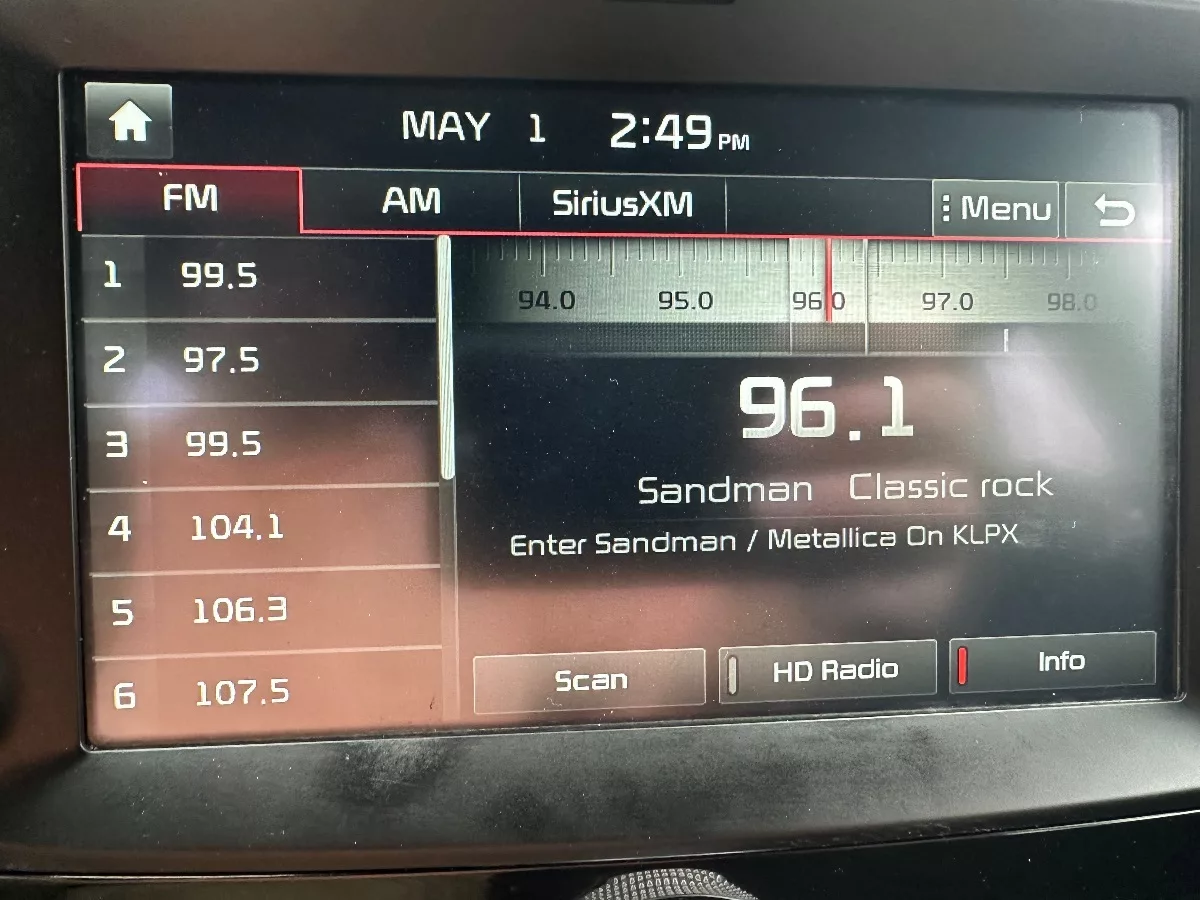 MAY 1 2:49 PM
FM AM SiriusXM Menu
1 99.5
2 97.5
3 99.5
4 104.1
5 106.3
6 107.5
94.0 95.0 96.0 97.0 98.0
96.1
Sandman Classic rock
Enter Sandman / Metallica On KLPX
Scan HD Radio Info